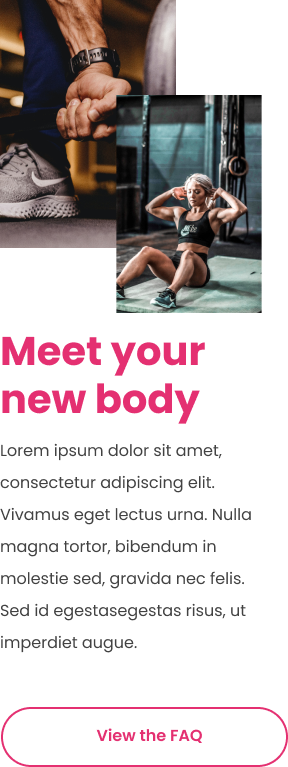 Meet your
new body
Lorem ipsum dolor sit amet,
consectetur adipiscing elit.
Vivamus eget lectus urna. Nulla
magna tortor, bibendum in
molestie sed, gravida nec felis.
Sed id egestasegestas risus, ut
imperdiet augue.
View the FAQ